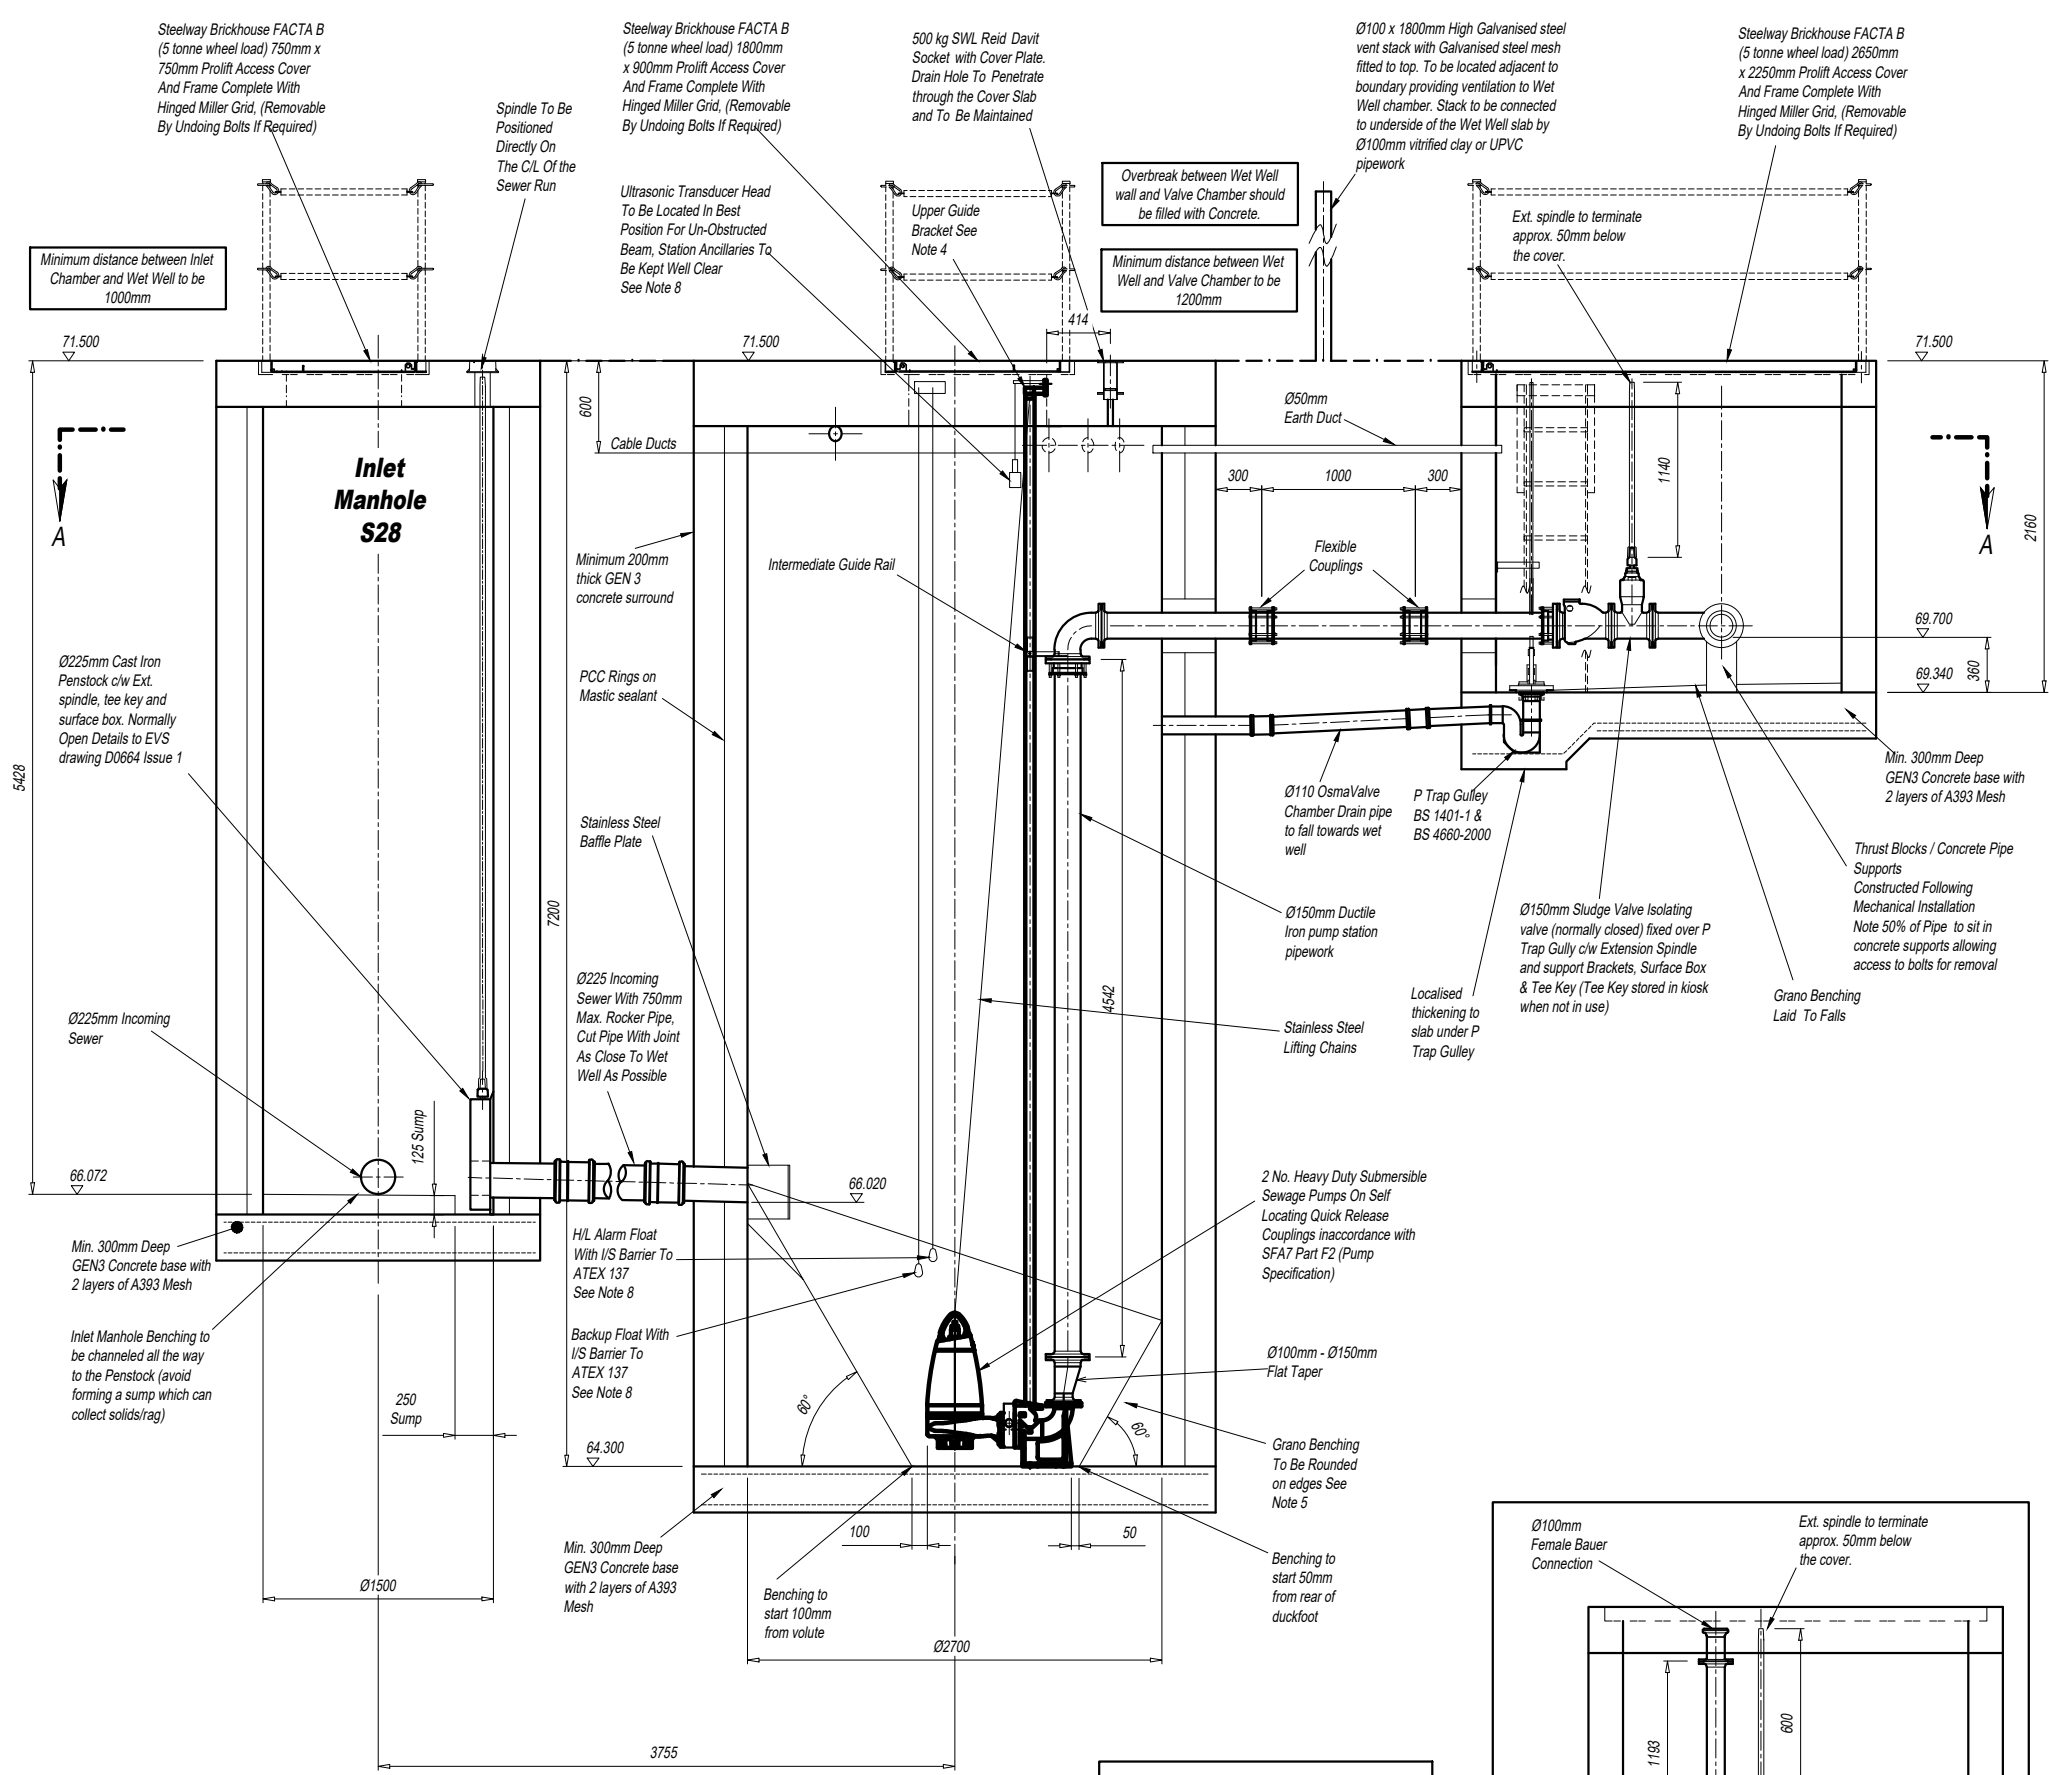 Steelway Brickhouse FACTA B
(5 tonne wheel load) 750mm x
750mm Prolift Access Cover
And Frame Complete With
Hinged Miller Grid, (Removable
By Undoing Bolts If Required)
Spindle To Be
Positioned
Directly On
The C/L Of the
Sewer Run
Steelway Brickhouse FACTA B
(5 tonne wheel load) 1800mm
x 900mm Prolift Access Cover
And Frame Complete With
Hinged Miller Grid, (Removable
By Undoing Bolts If Required)
Ultrasonic Transducer Head
To Be Located In Best
Position For Un-Obstructed
Beam, Station Ancillaries To
Be Kept Well Clear
See Note 8
500 kg SWL Reid Davit
Socket with Cover Plate.
Drain Hole To Penetrate
through the Cover Slab
and To Be Maintained
Upper Guide
Bracket See
Note 4
Overbreak between Wet Well
wall and Valve Chamber should
be filled with Concrete.
Minimum distance between Wet
Well and Valve Chamber to be
1200mm
Ø100 x 1800mm High Galvanised steel
vent stack with Galvanised steel mesh
fitted to top. To be located adjacent to
boundary providing ventilation to Wet
Well chamber. Stack to be connected
to underside of the Wet Well slab by
Ø100mm vitrified clay or UPVC
pipework
Steelway Brickhouse FACTA B
(5 tonne wheel load) 2650mm
x 2250mm Prolift Access Cover
And Frame Complete With
Hinged Miller Grid, (Removable
By Undoing Bolts If Required)
Ext. spindle to terminate
approx. 50mm below
the cover.
Minimum distance between Inlet
Chamber and Wet Well to be
1000mm
414
71.500
71.500
71.500
600
Cable Ducts
Ø50mm
Earth Duct
300
1000
300
1140
2160
A
A
Inlet
Manhole
S28
Minimum 200mm
thick GEN 3
concrete surround
Intermediate Guide Rail
Flexible
Couplings
69.700
69.340
360
PCC Rings on
Mastic sealant
Ø225mm Cast Iron
Penstock c/w Ext.
spindle, tee key and
surface box. Normally
Open Details to EVS
drawing D0664 Issue 1
5428
7200
4542
Stainless Steel
Baffle Plate
Ø110 OsmaValve
Chamber Drain pipe
to fall towards wet
well
P Trap Gulley
BS 1401-1 &
BS 4660-2000
Min. 300mm Deep
GEN3 Concrete base with
2 layers of A393 Mesh
Thrust Blocks / Concrete Pipe
Supports
Constructed Following
Mechanical Installation
Note 50% of Pipe to sit in
concrete supports allowing
access to bolts for removal
Ø150mm Ductile
Iron pump station
pipework
Ø150mm Sludge Valve Isolating
valve (normally closed) fixed over P
Trap Gully c/w Extension Spindle
and support Brackets, Surface Box
& Tee Key (Tee Key stored in kiosk
when not in use)
Localised
thickening to
slab under P
Trap Gulley
Grano Benching
Laid To Falls
Ø225mm Incoming
Sewer
Ø225 Incoming
Sewer With 750mm
Max. Rocker Pipe,
Cut Pipe With Joint
As Close To Wet
Well As Possible
Stainless Steel
Lifting Chains
125 Sump
66.072
66.020
2 No. Heavy Duty Submersible
Sewage Pumps On Self
Locating Quick Release
Couplings inaccordance with
SFA7 Part F2 (Pump
Specification)
Min. 300mm Deep
GEN3 Concrete base with
2 layers of A393 Mesh
H/L Alarm Float
With I/S Barrier To
ATEX 137
See Note 8
Inlet Manhole Benching to
be channeled all the way
to the Penstock (avoid
forming a sump which can
collect solids/rag)
Backup Float With
I/S Barrier To
ATEX 137
See Note 8
Ø100mm - Ø150mm
Flat Taper
250
Sump
60°
60°
64.300
Grano Benching
To Be Rounded
on edges See
Note 5
100
50
Min. 300mm Deep
GEN3 Concrete base
with 2 layers of A393
Mesh
Benching to
start 100mm
from volute
Benching to
start 50mm
from rear of
duckfoot
Ø1500
Ø2700
3755
Ø100mm
Female Bauer
Connection
Ext. spindle to terminate
approx. 50mm below
the cover.
1193
600